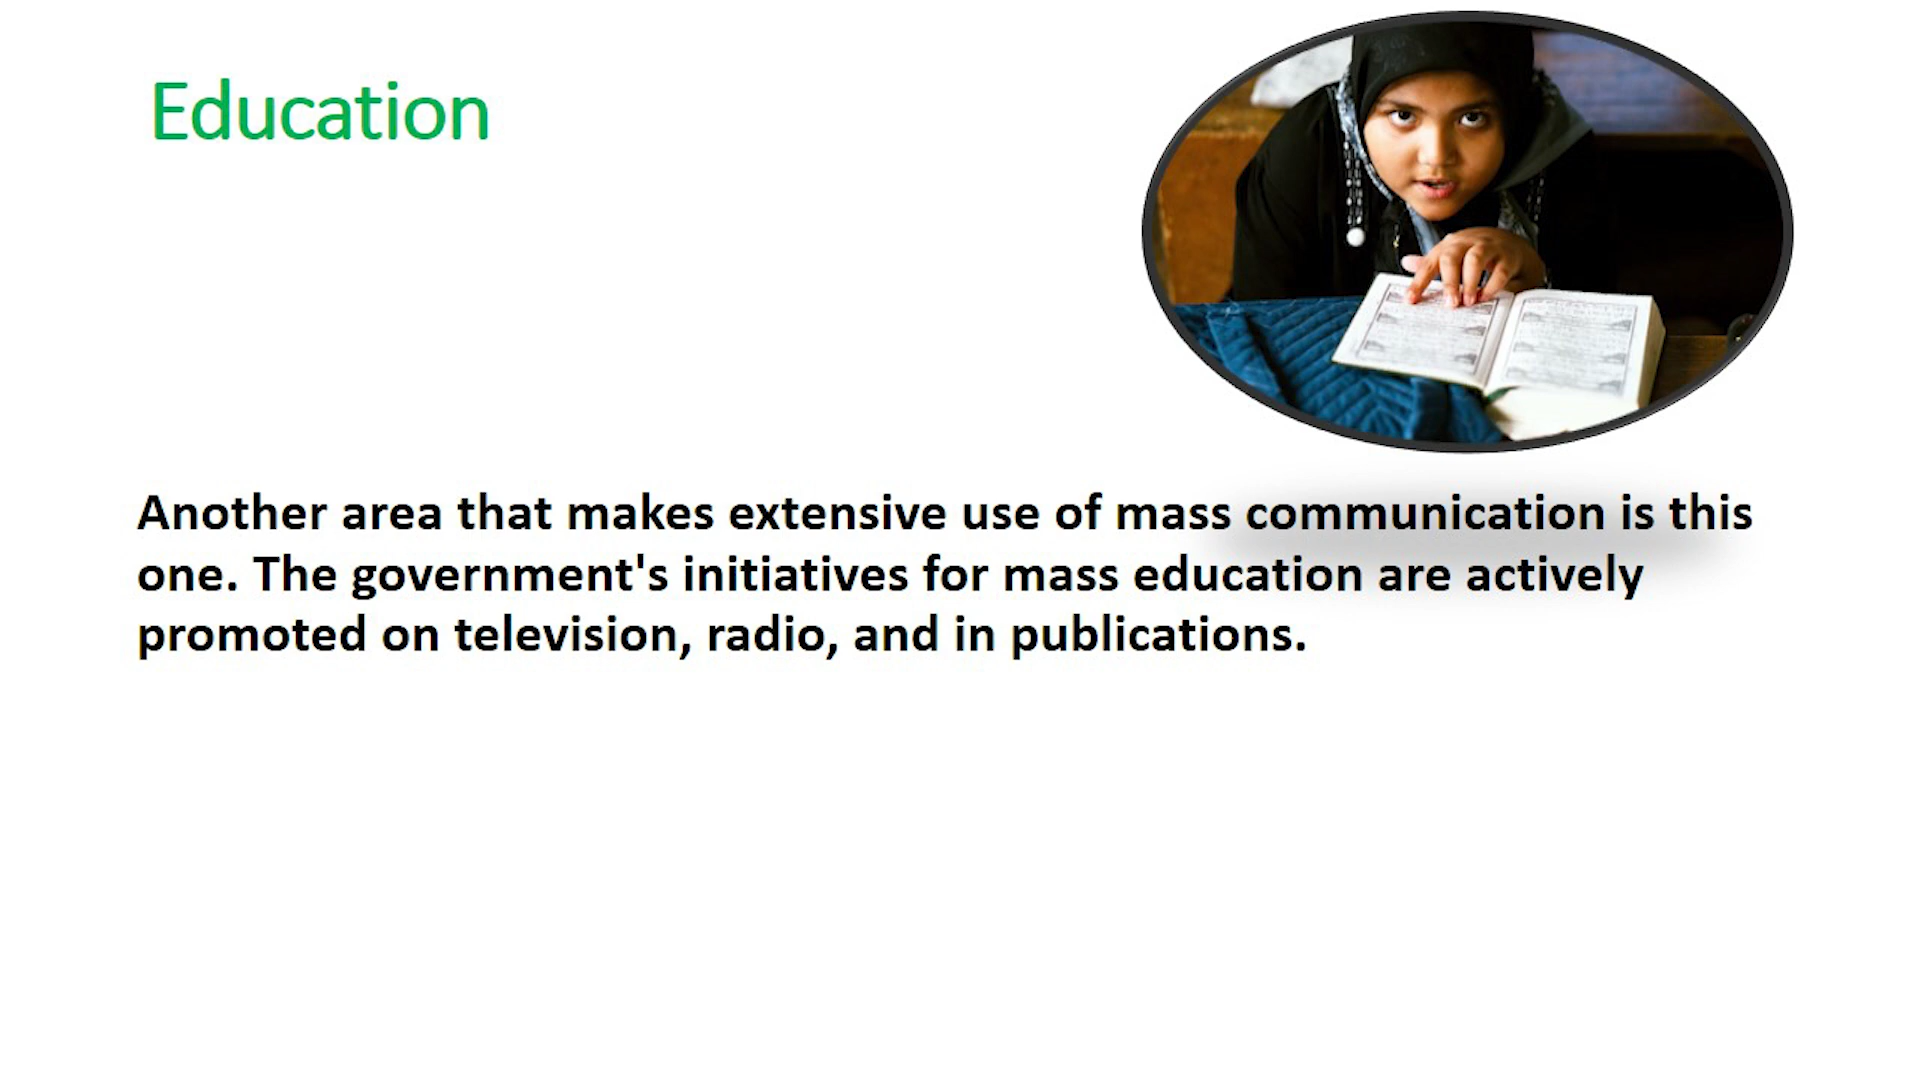 Education
Another area that makes extensive use of mass communication is this
one. The government's initiatives for mass education are actively
promoted on television, radio, and in publications.